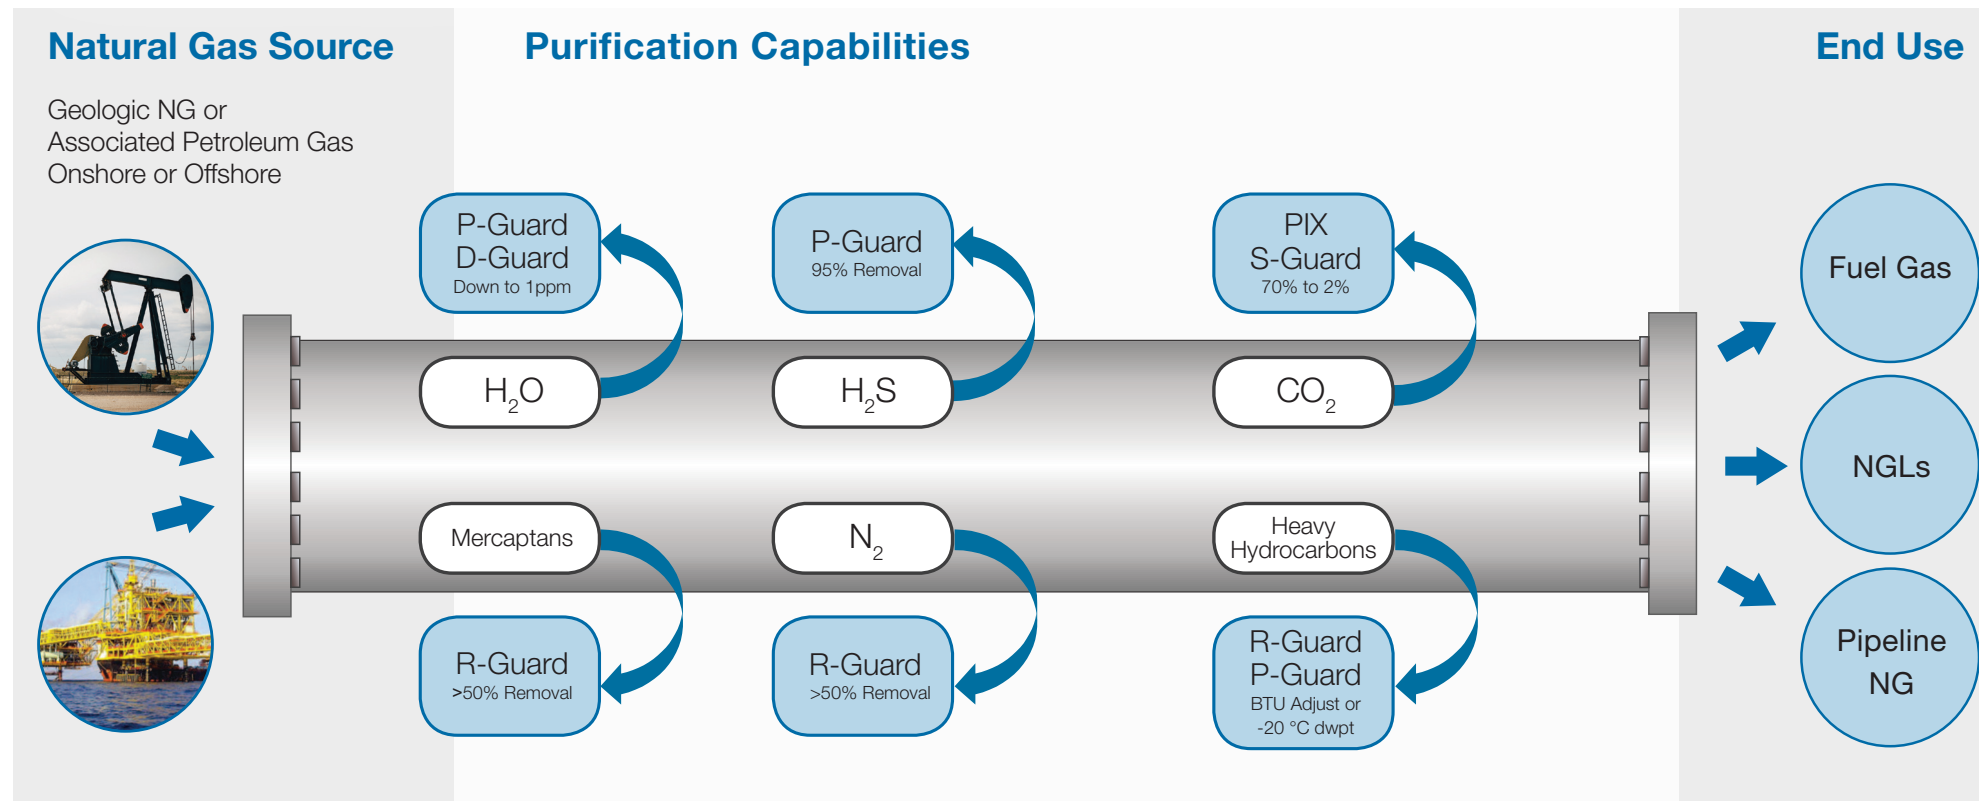 Natural Gas Source
Geologic NG or
Associated Petroleum Gas
Onshore or Offshore
Purification Capabilities
End Use
P-Guard
D-Guard
Down to 1ppm
P-Guard
95% Removal
PIX
S-Guard
70% to 2%
H₂O
H₂S
CO₂
Mercaptans
N₂
Heavy
Hydrocarbons
R-Guard
>50% Removal
R-Guard
>50% Removal
R-Guard
P-Guard
BTU Adjust or
-20 °C dwpt
Fuel Gas
NGLs
Pipeline
NG